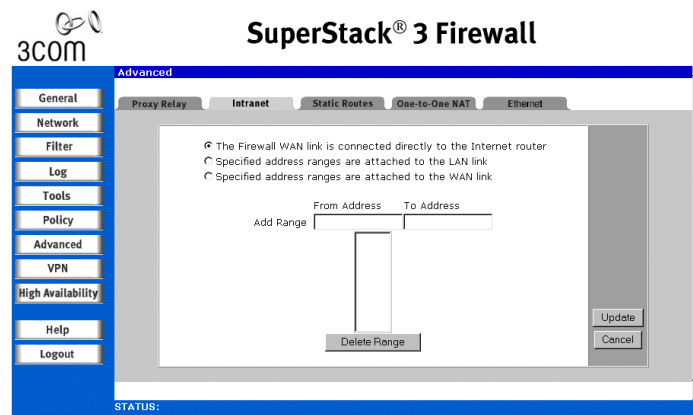 3COM
SuperStack® 3 Firewall
Advanced
General
Network
Filter
Log
Tools
Policy
Advanced
VPN
High Availability
Help
Logout
Proxy Relay Intranet Static Routes One-to-One NAT Ethernet
The Firewall WAN link is connected directly to the Internet router
Specified address ranges are attached to the LAN link
Specified address ranges are attached to the WAN link
From Address To Address
Add Range
Delete Range
Update
Cancel
STATUS: